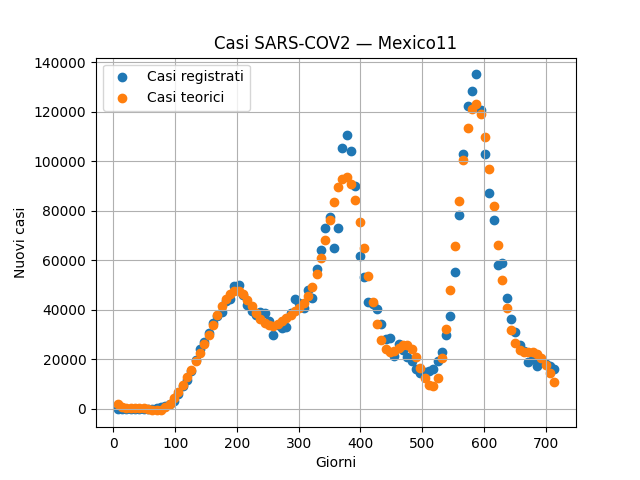 Casi SARS-COV2 — Mexico11
Casi registrati
Casi teorici
Nuovi casi
140000
120000
100000
80000
60000
40000
20000
0
0 100 200 300 400 500 600 700
Giorni